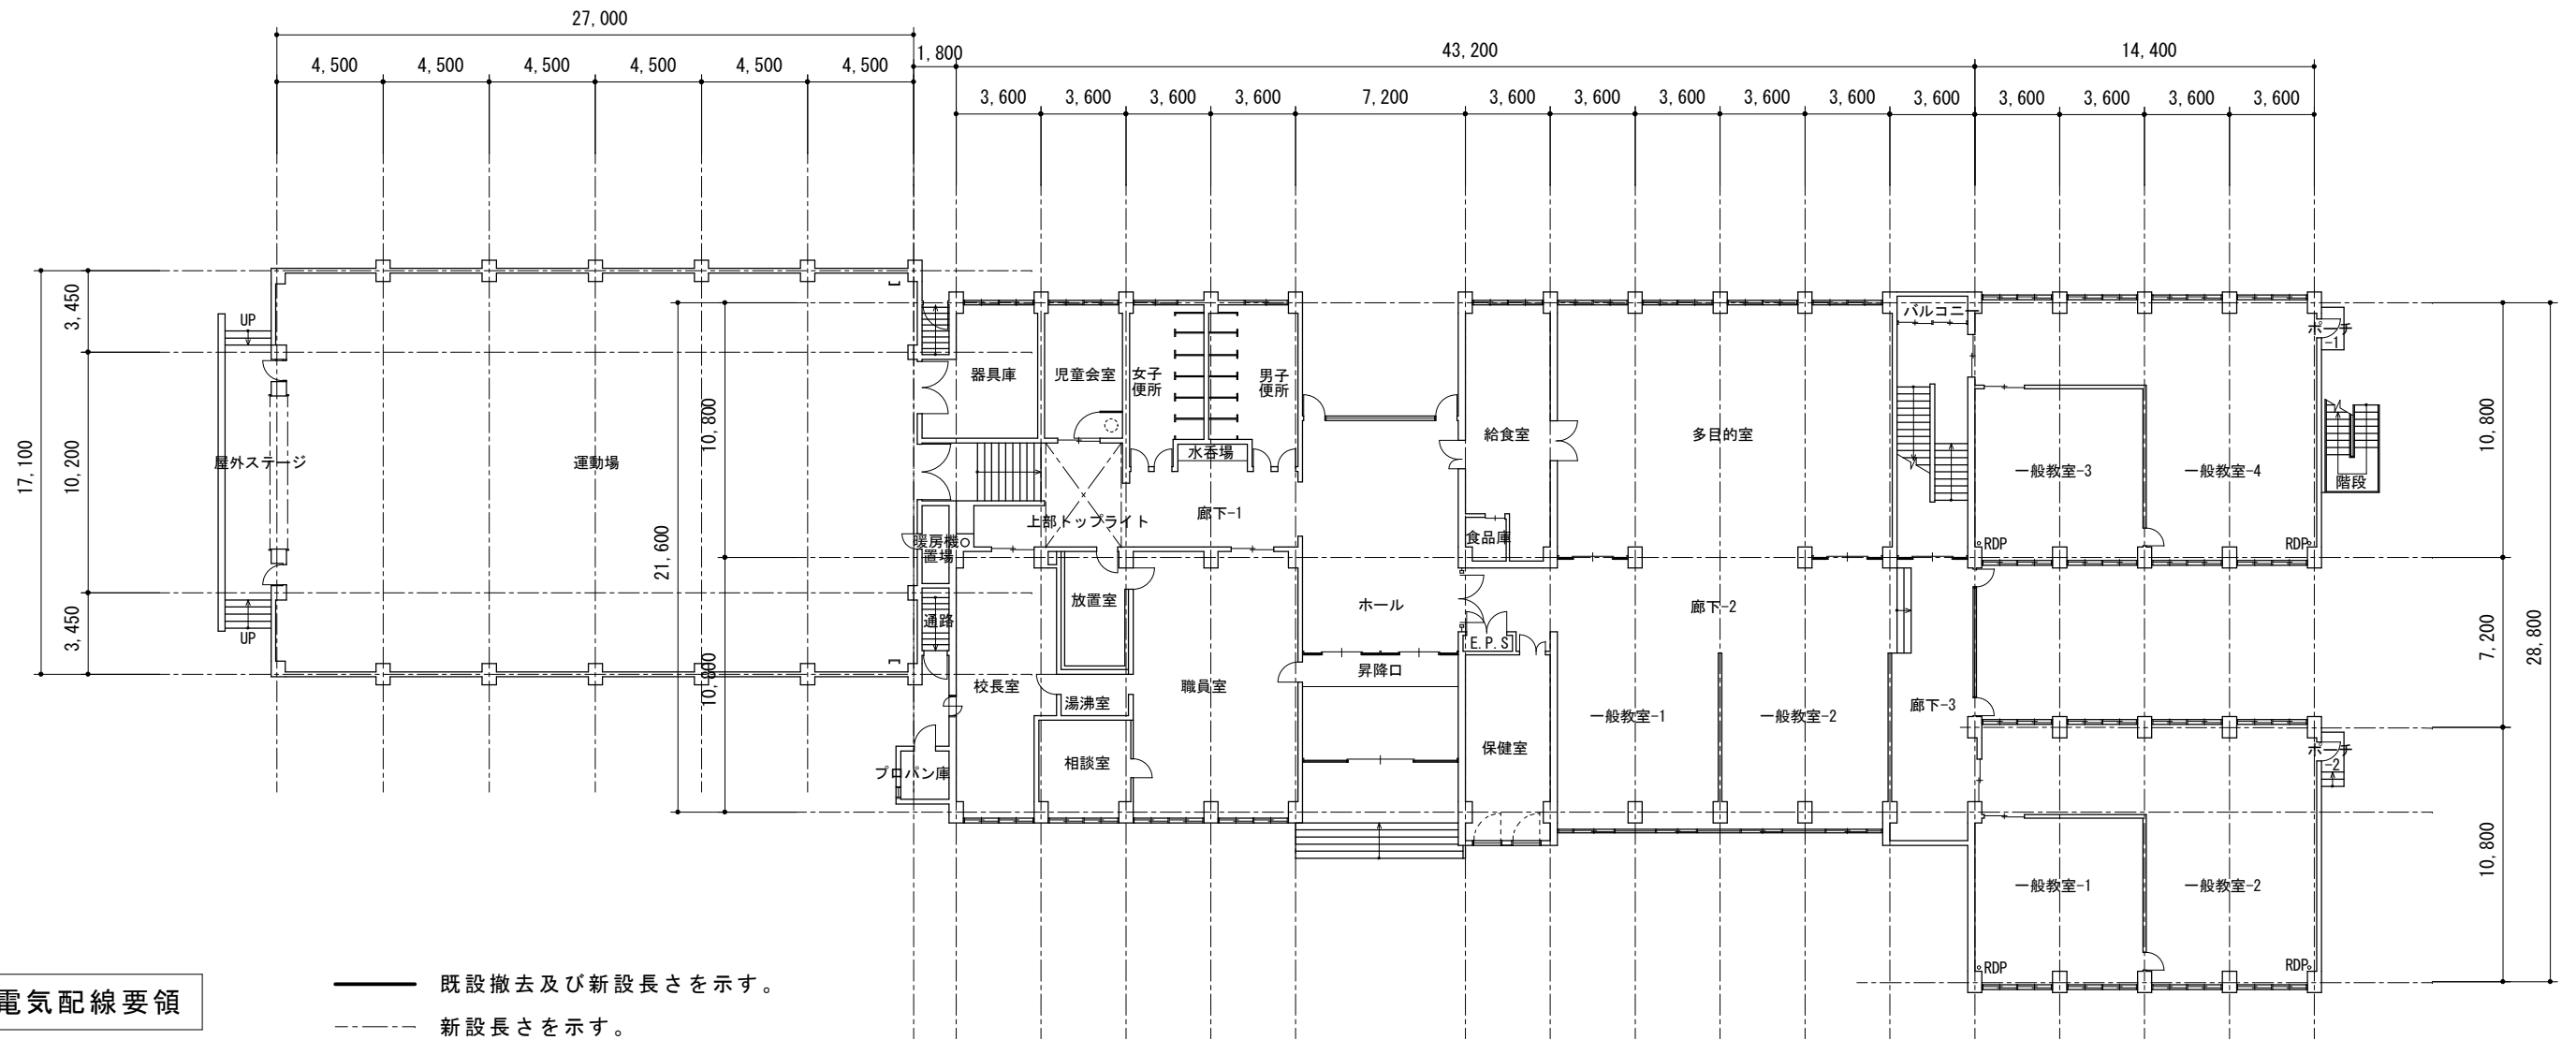 27,000
1,800
43,200
14,400
4,500 4,500 4,500 4,500 4,500 4,500
3,600 3,600 3,600 3,600 7,200 3,600 3,600 3,600 3,600 3,600 3,600 3,600 3,600 3,600 3,600
17,100
3,450
10,200
3,450
21,600
10,800
10,800
10,800
7,200
10,800
28,800
UP
UP
屋外ステージ
運動場
器具庫
児童会室
女子
便所
男子
便所
水呑場
上部トップライト
廊下-1
暖房機
置場
通路
放置室
校長室
湯沸室
職員室
相談室
プロパン庫
ホール
昇降口
給食室
食品庫
E.P.S
保健室
多目的室
廊下-2
一般教室-1
一般教室-2
廊下-3
バルコニー
一般教室-3
一般教室-4
ポーチ
-1
階段
RDP
RDP
ポーチ
-2
一般教室-1
一般教室-2
RDP
RDP
電気配線要領
既設撤去及び新設長さを示す。
新設長さを示す。